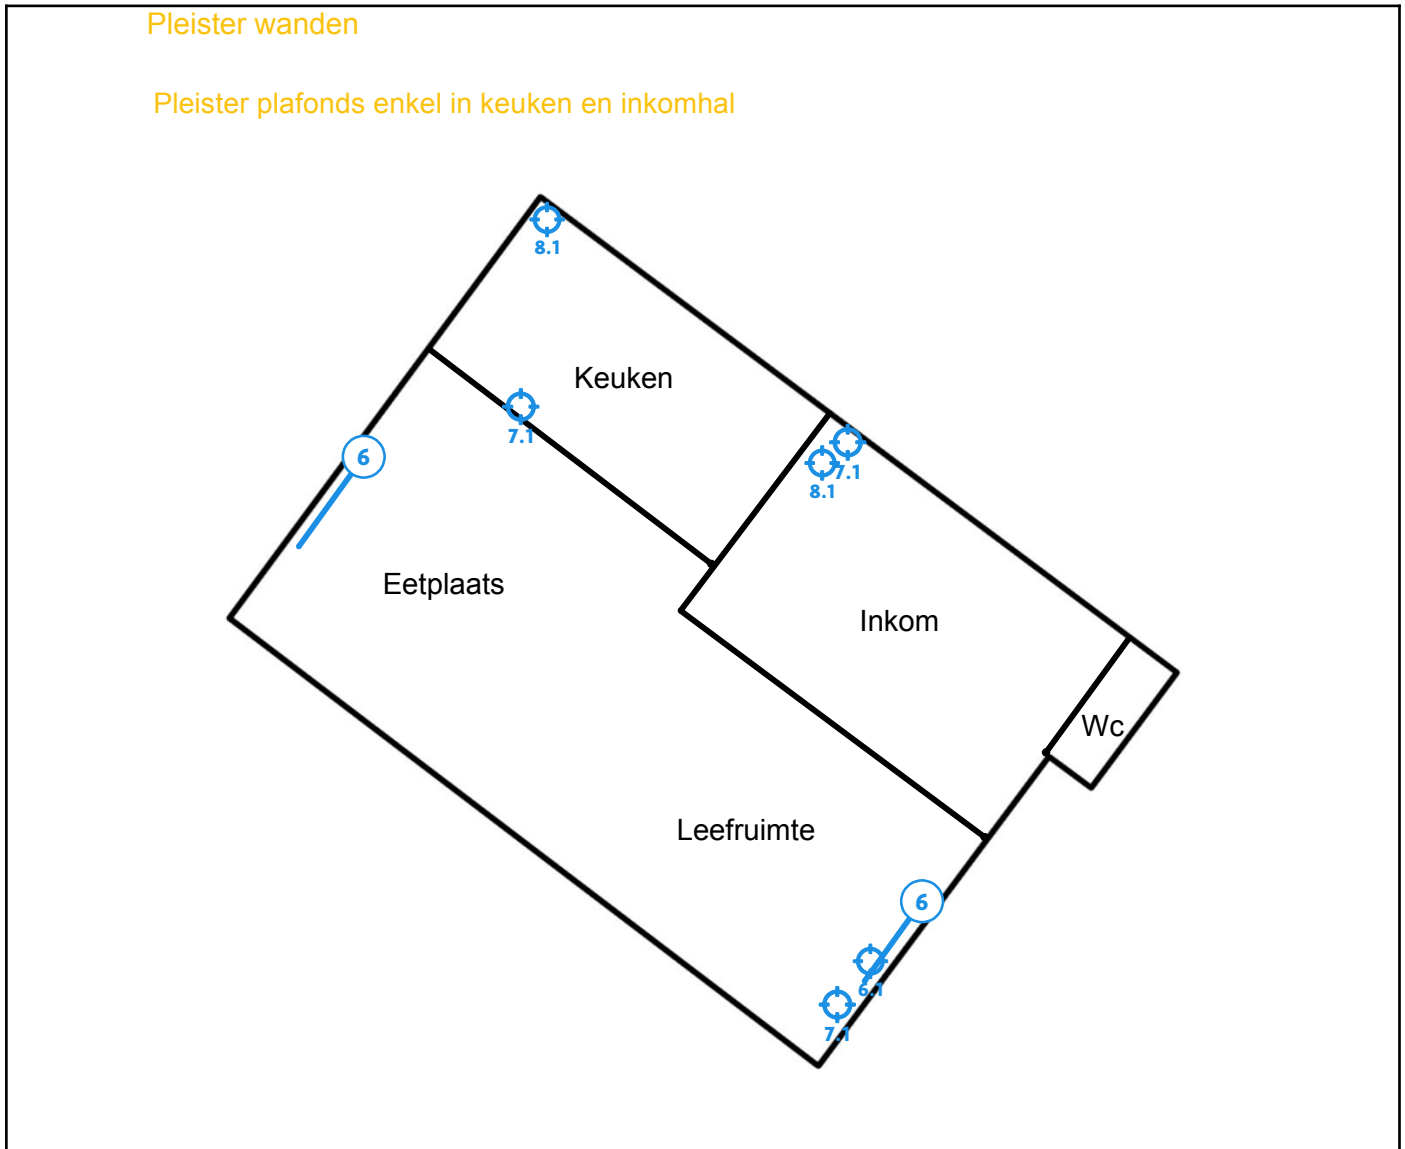 Pleister wanden
Pleister plafonds enkel in keuken en inkomhal
8.1
Keuken
7.1
6
7.1
8.1
Eetplaats
Inkom
Wc
Leefruimte
6
6.1
7.1